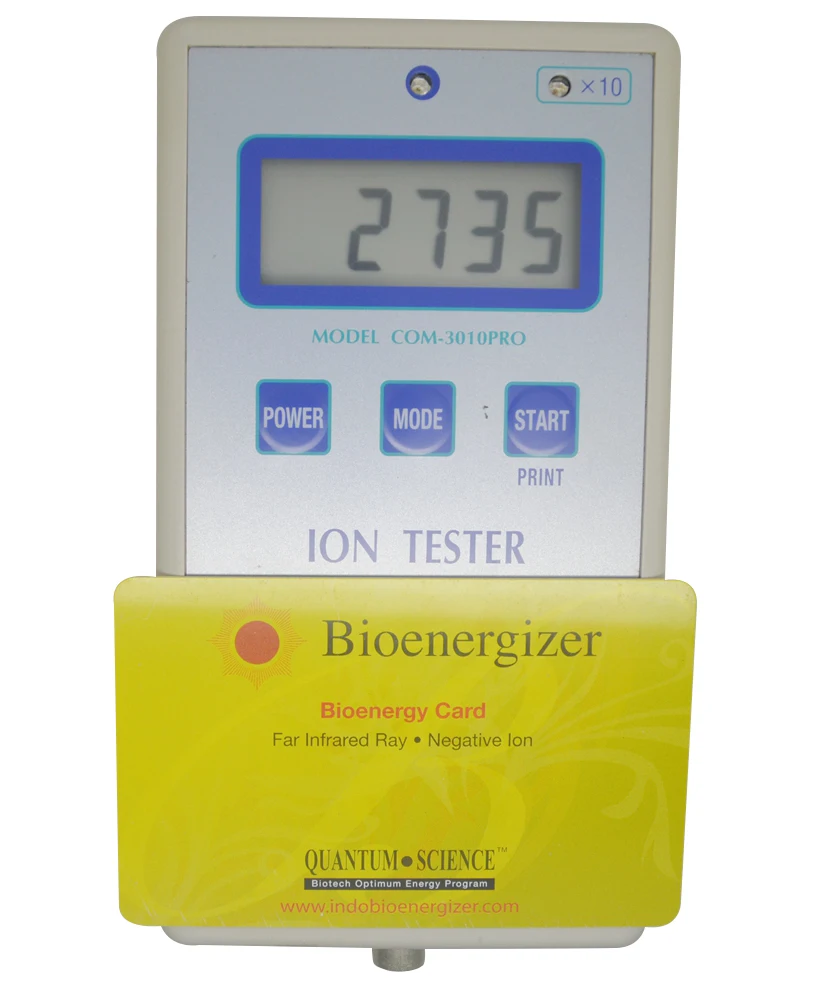 ×10
2735
MODEL COM-3010PRO
POWER MODE START
PRINT
ION TESTER
Bioenergizer
Bioenergy Card
Far Infrared Ray • Negative Ion
QUANTUM•SCIENCE™
Biotech Optimum Energy Program
www.indobioenergizer.com